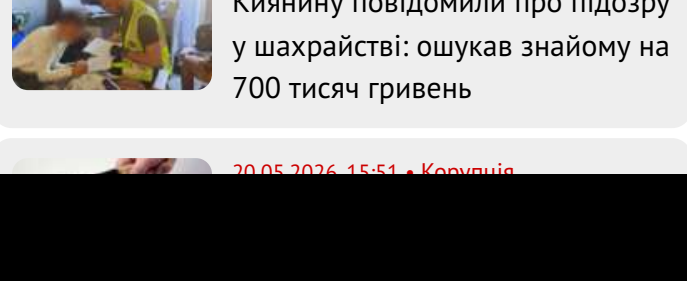 Киянину повідомили про підозру
у шахрайстві: ошукав знайому на
700 тисяч гривень
20.05.2026, 15:51 • Корупція